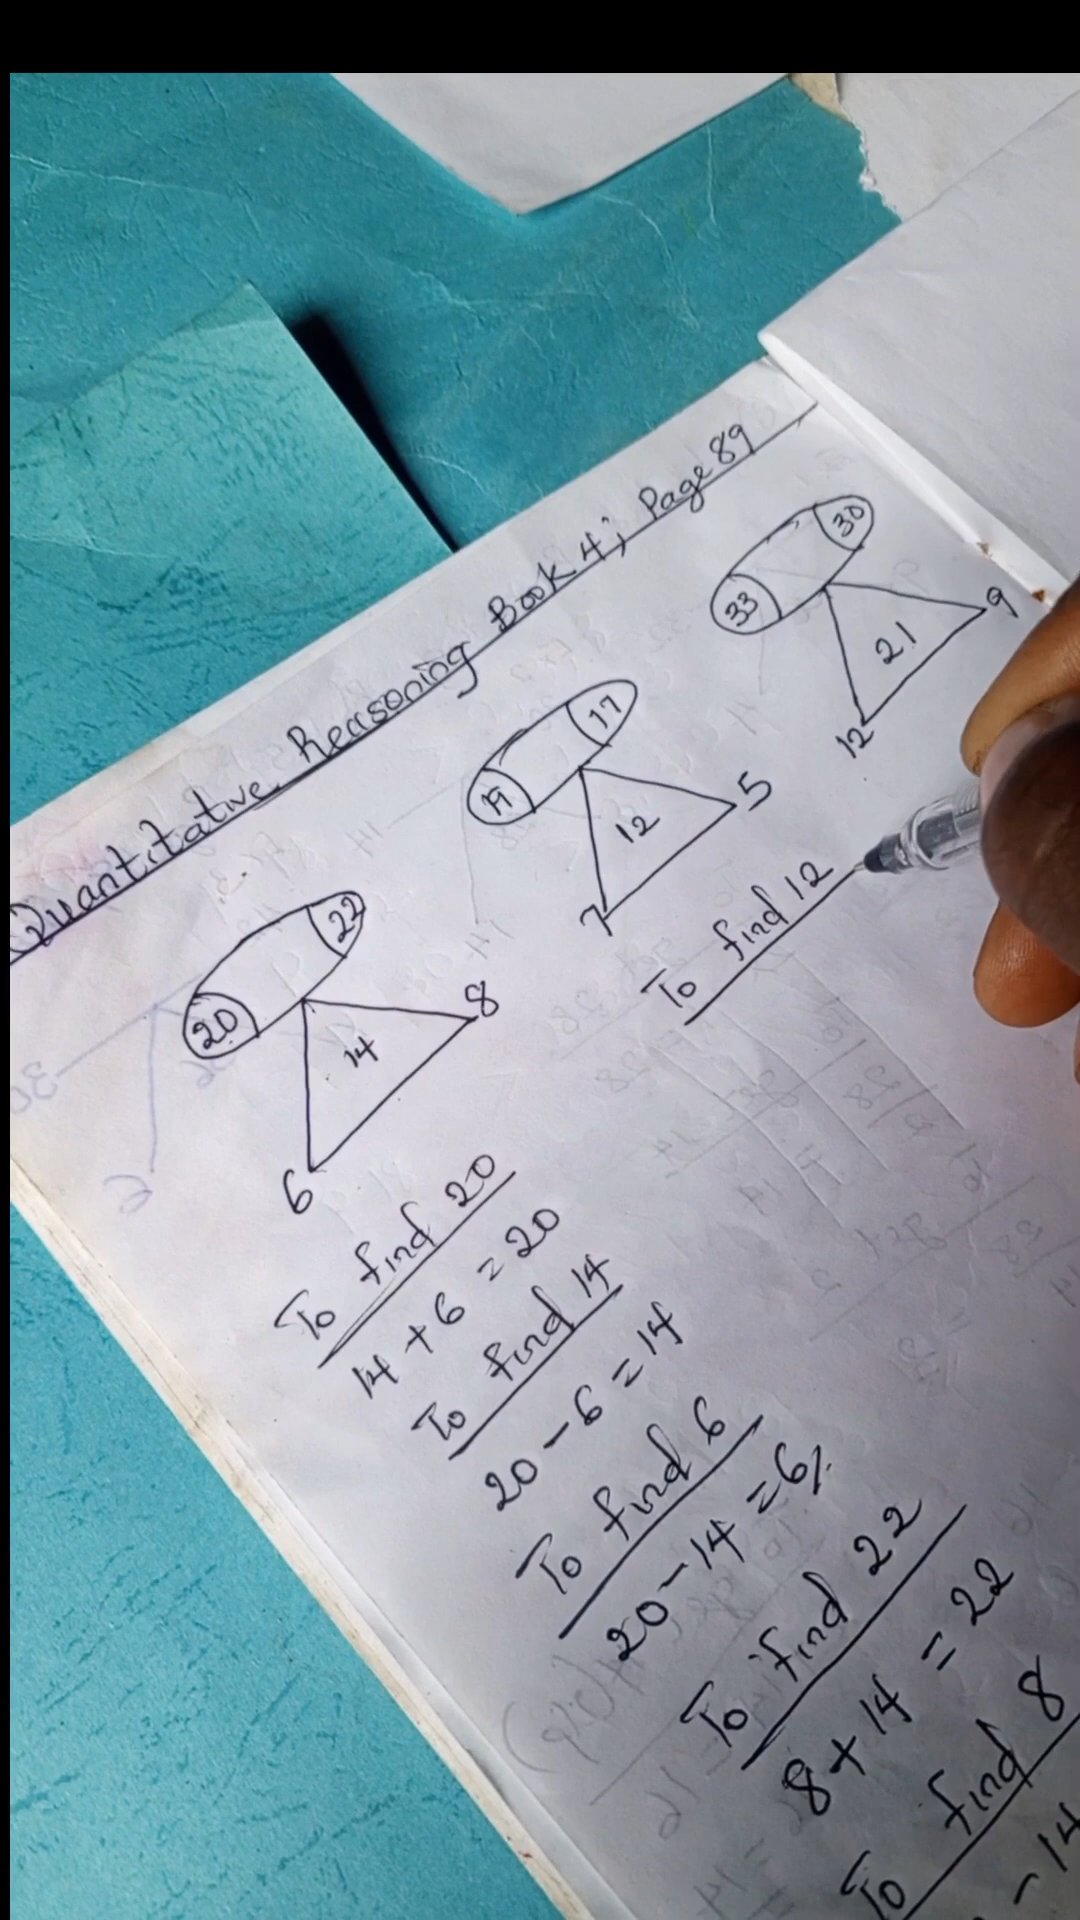 Quantitative Reasoning Book 4; Page 89
20 22
14
6 8
19 17
12
7 5
33 30
21
12 9
To find 20
14 + 6 = 20
To find 14
20 - 6 = 14
To find 6
20 - 14 = 6
To find 22
8 + 14 = 22
To find 8
- 14
To find 12